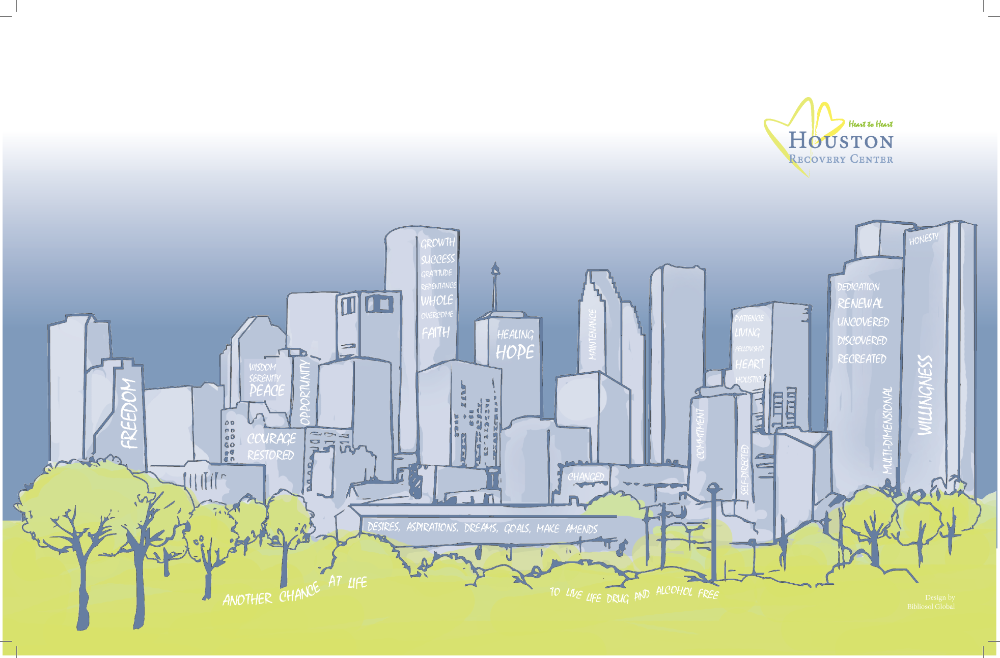 Heart to Heart
HOUSTON
RECOVERY CENTER
GROWTH
SUCCESS
GRATITUDE
REPENTANCE
WHOLE
OVERCOME
FAITH
HEALING
HOPE
MAINTENANCE
PATIENCE
LIVING
FELLOWSHIP
HEART
HOLISTIC
HONESTY
DEDICATION
RENEWAL
UNCOVERED
DISCOVERED
RECREATED
WILLINGNESS
MULTI-DIMENSIONAL
FREEDOM
WISDOM
SERENITY
PEACE
OPPORTUNITY
COURAGE
RESTORED
COMMITMENT
SELF-DIRECTED
CHANGED
DESIRES, ASPIRATIONS, DREAMS, GOALS, MAKE AMENDS
ANOTHER CHANCE AT LIFE
TO LIVE LIFE DRUG AND ALCOHOL FREE
Design by
Bibliosol Global